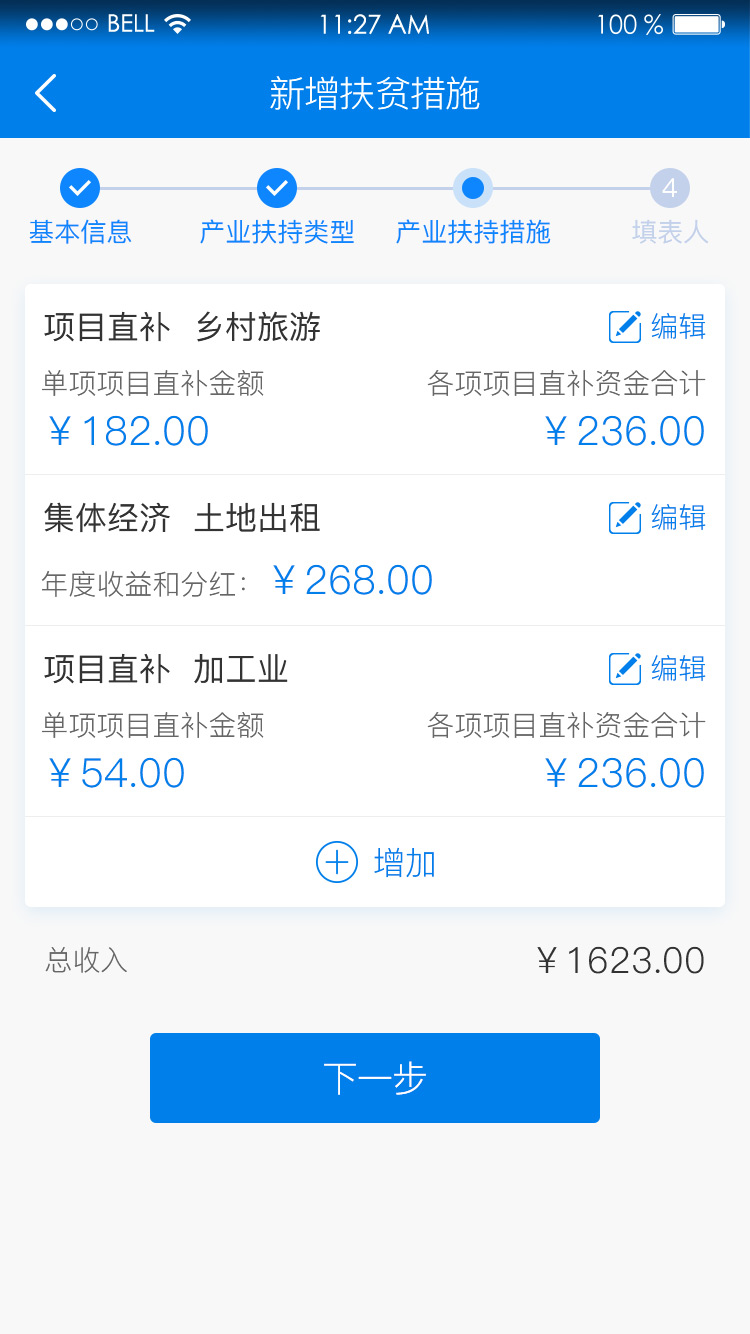 BELL 11:27 AM 100 %
新增扶贫措施
4
基本信息 产业扶持类型 产业扶持措施 填表人
项目直补 乡村旅游 编辑
单项项目直补金额 各项项目直补资金合计
￥182.00 ￥236.00
集体经济 土地出租 编辑
年度收益和分红： ￥268.00
项目直补 加工业 编辑
单项项目直补金额 各项项目直补资金合计
￥54.00 ￥236.00
增加
总收入 ￥1623.00
下一步